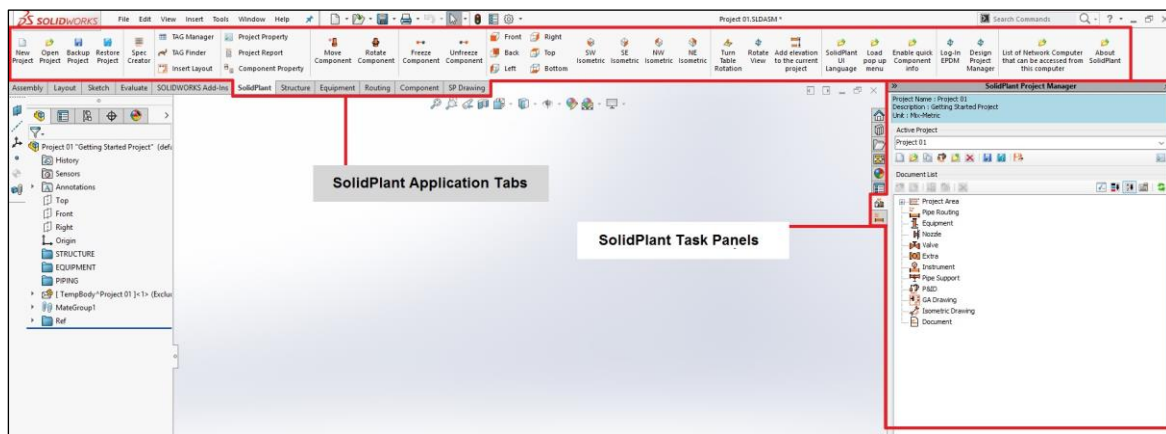 SOLIDWORKS File Edit View Insert Tools Window Help Project 01.SLDASM * Search Commands
New Project
Open Project
Backup Project
Restore Project
Spec Creator
TAG Manager
TAG Finder
Insert Layout
Project Property
Project Report
Component Property
Move Component
Rotate Component
Freeze Component
Unfreeze Component
Front Right
Back Top
Left Bottom
SW Isometric
SE Isometric
NW Isometric
NE Isometric
Turn Table Rotation
Rotate View
Add elevation to the current project
SolidPlant UI Language
Load pop up menu
Enable quick Component info
Log-In EPDM
Design Project Manager
List of Network Computer that can be accessed from this computer
About SolidPlant
Assembly Layout Sketch Evaluate SOLIDWORKS Add-Ins SolidPlant Structure Equipment Routing Component SP Drawing
Project 01 "Getting Started Project" (defa
History
Sensors
Annotations
Top
Front
Right
Origin
STRUCTURE
EQUIPMENT
PIPING
[ TempBody^Project 01 ]<1> (Exclud
MateGroup1
Ref
SolidPlant Application Tabs
SolidPlant Task Panels
SolidPlant Project Manager
Project Name : Project 01
Description : Getting Started Project
Unit : Mix-Metric
Active Project
Project 01
Document List
Project Area
Pipe Routing
Equipment
Nozzle
Valve
Extra
Instrument
Pipe Support
P&ID
GA Drawing
Isometric Drawing
Document